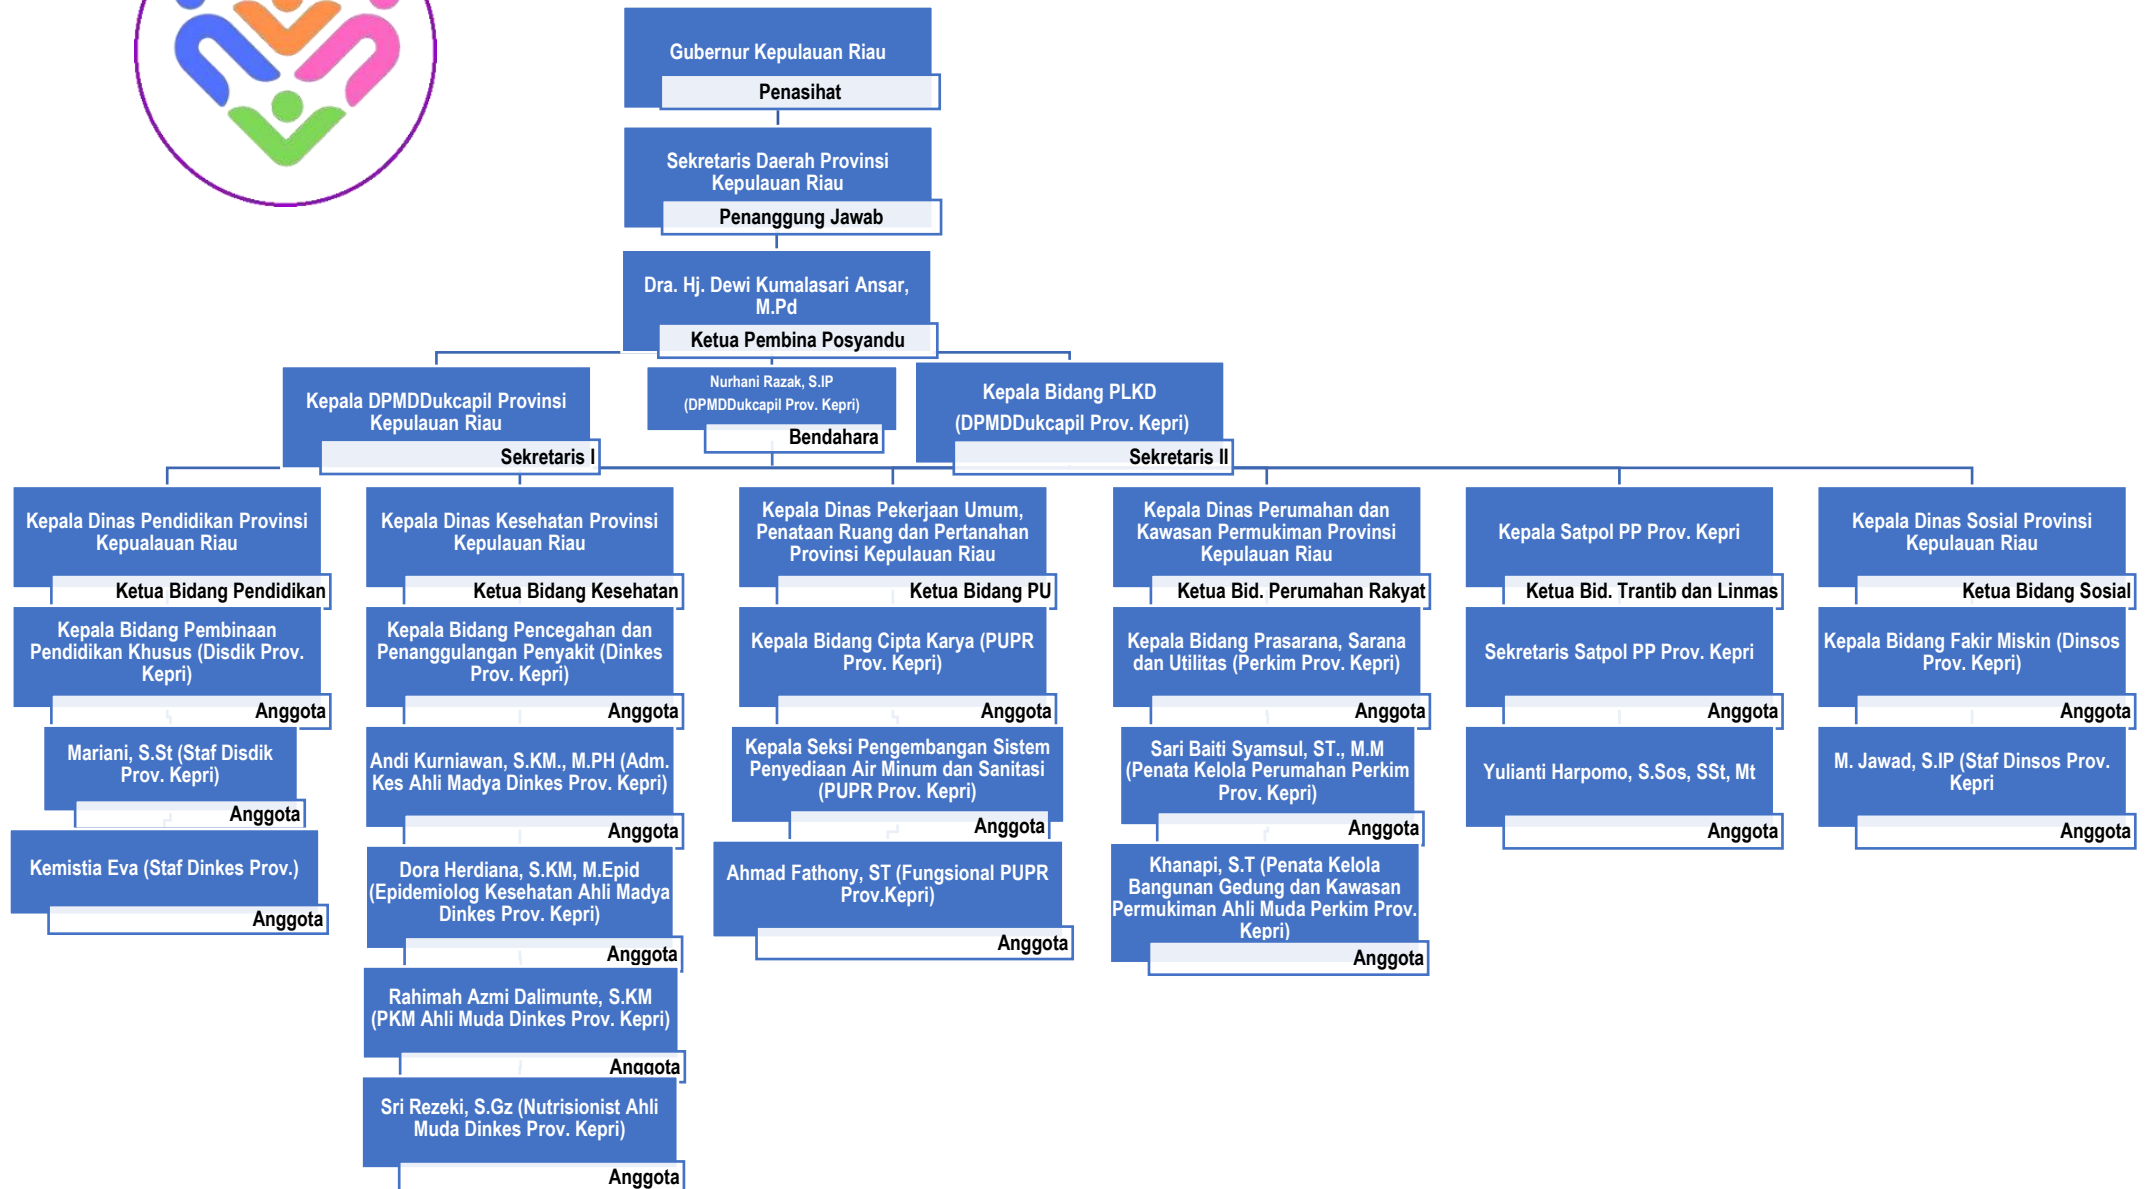 Gubernur Kepulauan Riau
Penasihat
Sekretaris Daerah Provinsi
Kepulauan Riau
Penanggung Jawab
Dra. Hj. Dewi Kumalasari Ansar,
M.Pd
Ketua Pembina Posyandu
Kepala DPMDDukcapil Provinsi
Kepulauan Riau
Sekretaris I
Nurhani Razak, S.IP
(DPMDDukcapil Prov. Kepri)
Bendahara
Kepala Bidang PLKD
(DPMDDukcapil Prov. Kepri)
Sekretaris II
Kepala Dinas Pendidikan Provinsi
Kepualauan Riau
Ketua Bidang Pendidikan
Kepala Bidang Pembinaan
Pendidikan Khusus (Disdik Prov.
Kepri)
Anggota
Mariani, S.St (Staf Disdik
Prov. Kepri)
Anggota
Kemistia Eva (Staf Dinkes Prov.)
Anggota
Kepala Dinas Kesehatan Provinsi
Kepulauan Riau
Ketua Bidang Kesehatan
Kepala Bidang Pencegahan dan
Penanggulangan Penyakit (Dinkes
Prov. Kepri)
Anggota
Andi Kurniawan, S.KM., M.PH (Adm.
Kes Ahli Madya Dinkes Prov. Kepri)
Anggota
Dora Herdiana, S.KM, M.Epid
(Epidemiolog Kesehatan Ahli Madya
Dinkes Prov. Kepri)
Anggota
Rahimah Azmi Dalimunte, S.KM
(PKM Ahli Muda Dinkes Prov. Kepri)
Anggota
Sri Rezeki, S.Gz (Nutrisionist Ahli
Muda Dinkes Prov. Kepri)
Anggota
Kepala Dinas Pekerjaan Umum,
Penataan Ruang dan Pertanahan
Provinsi Kepulauan Riau
Ketua Bidang PU
Kepala Bidang Cipta Karya (PUPR
Prov. Kepri)
Anggota
Kepala Seksi Pengembangan Sistem
Penyediaan Air Minum dan Sanitasi
(PUPR Prov. Kepri)
Anggota
Ahmad Fathony, ST (Fungsional PUPR
Prov.Kepri)
Anggota
Kepala Dinas Perumahan dan
Kawasan Permukiman Provinsi
Kepulauan Riau
Ketua Bid. Perumahan Rakyat
Kepala Bidang Prasarana, Sarana
dan Utilitas (Perkim Prov. Kepri)
Anggota
Sari Baiti Syamsul, ST., M.M
(Penata Kelola Perumahan Perkim
Prov. Kepri)
Anggota
Khanapi, S.T (Penata Kelola
Bangunan Gedung dan Kawasan
Permukiman Ahli Muda Perkim Prov.
Kepri)
Anggota
Kepala Satpol PP Prov. Kepri
Ketua Bid. Trantib dan Linmas
Sekretaris Satpol PP Prov. Kepri
Anggota
Yulianti Harpomo, S.Sos, SSt, Mt
Anggota
Kepala Dinas Sosial Provinsi
Kepulauan Riau
Ketua Bidang Sosial
Kepala Bidang Fakir Miskin (Dinsos
Prov. Kepri)
Anggota
M. Jawad, S.IP (Staf Dinsos Prov.
Kepri
Anggota